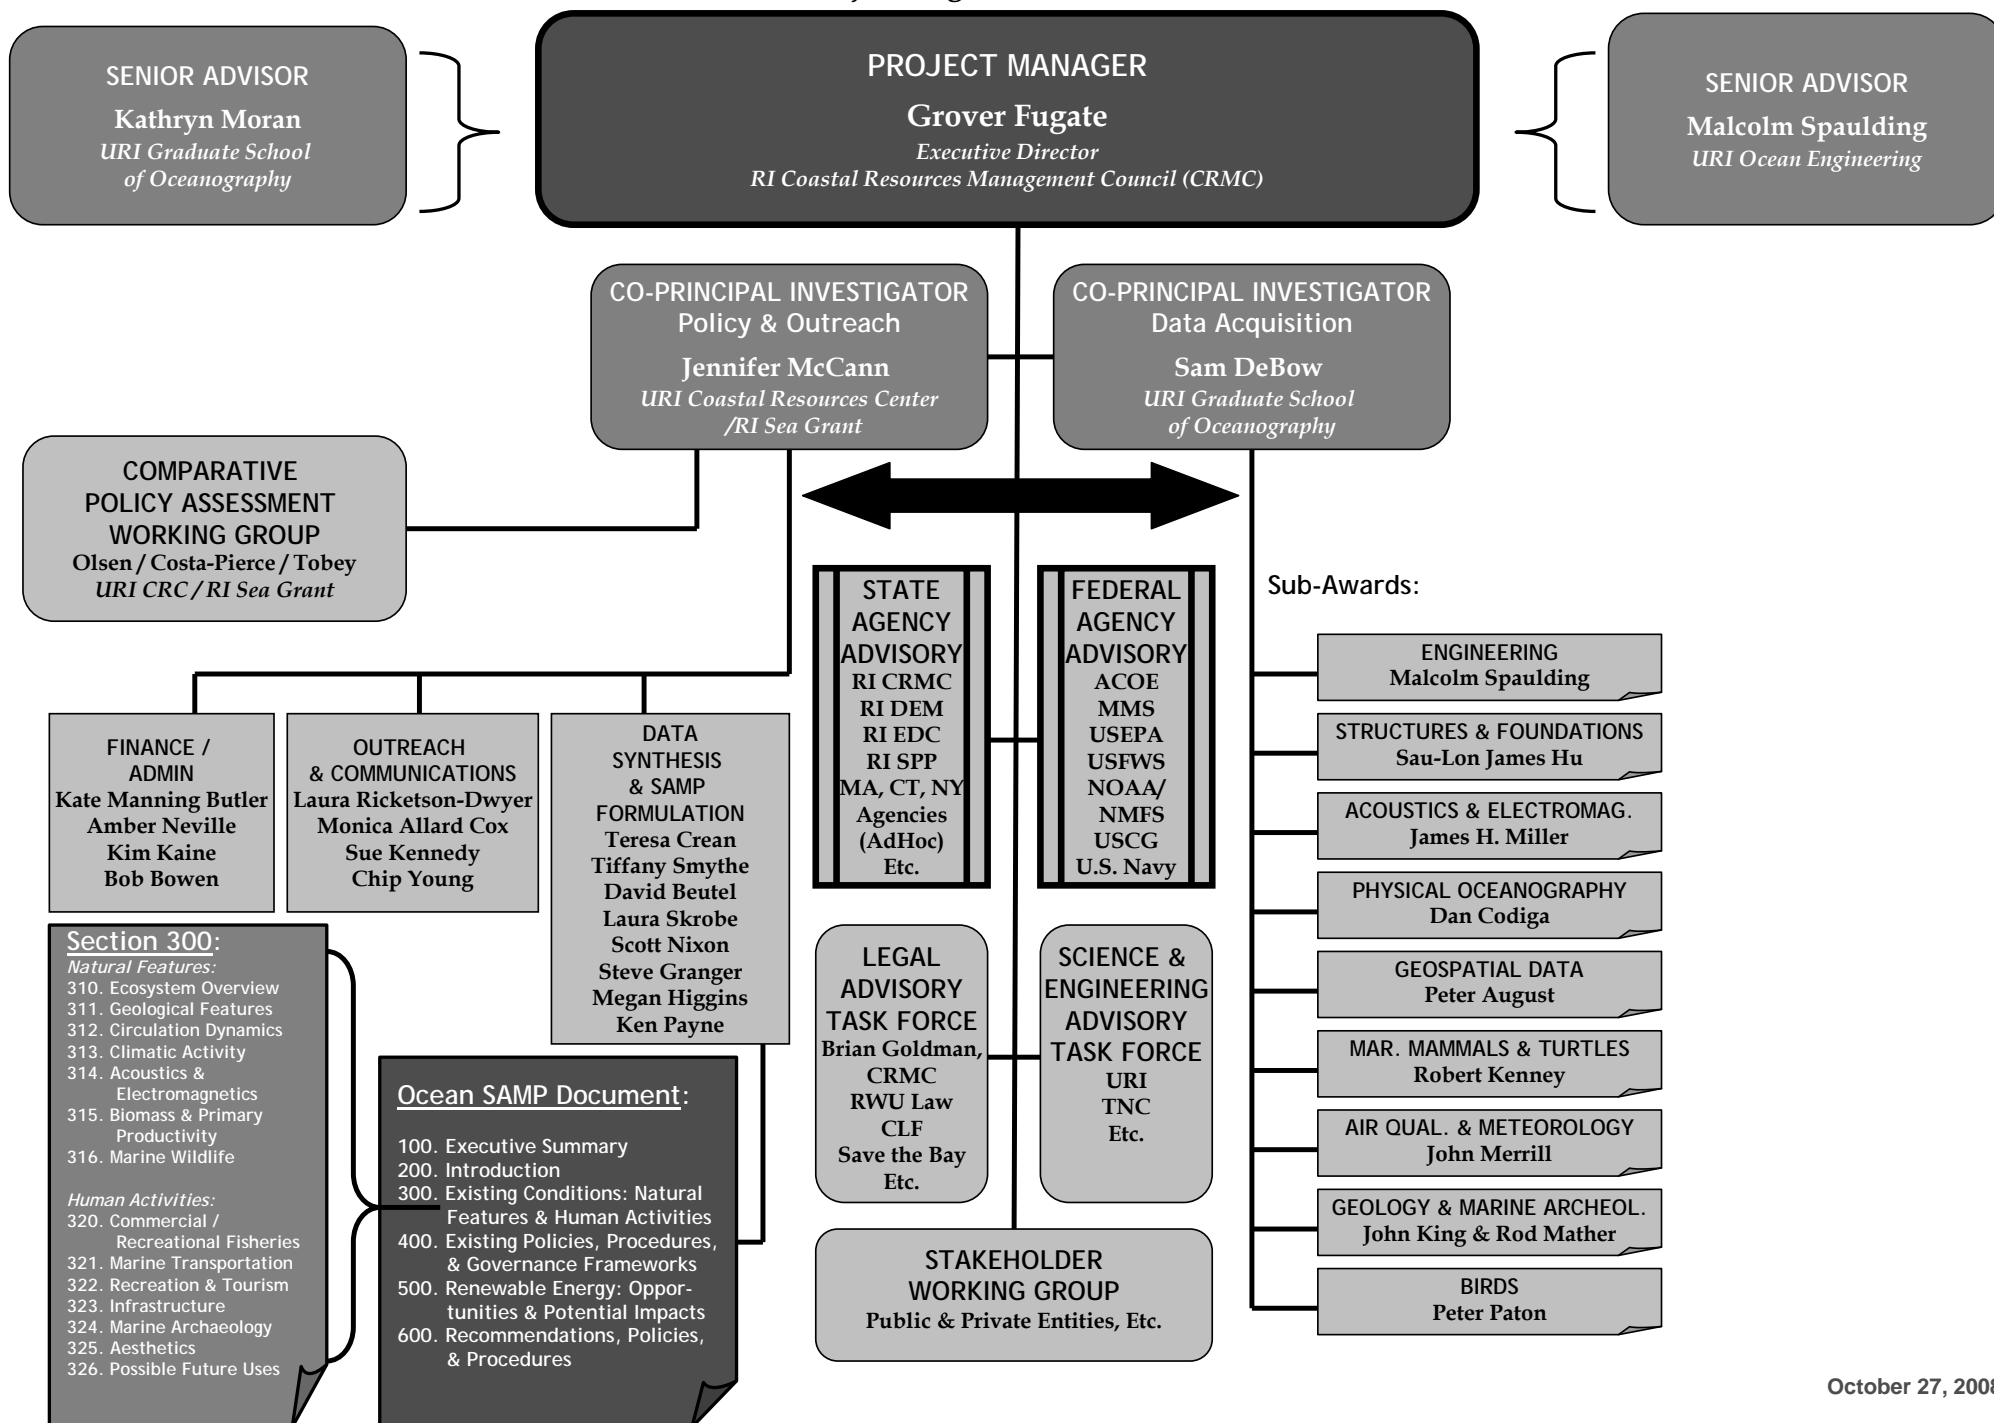 SENIOR ADVISOR
Kathryn Moran
URI Graduate School
of Oceanography
PROJECT MANAGER
Grover Fugate
Executive Director
RI Coastal Resources Management Council (CRMC)
SENIOR ADVISOR
Malcolm Spaulding
URI Ocean Engineering
CO-PRINCIPAL INVESTIGATOR
Policy & Outreach
Jennifer McCann
URI Coastal Resources Center
/RI Sea Grant
CO-PRINCIPAL INVESTIGATOR
Data Acquisition
Sam DeBow
URI Graduate School
of Oceanography
COMPARATIVE
POLICY ASSESSMENT
WORKING GROUP
Olsen / Costa-Pierce / Tobey
URI CRC / RI Sea Grant
FINANCE /
ADMIN
Kate Manning Butler
Amber Neville
Kim Kaine
Bob Bowen
OUTREACH
& COMMUNICATIONS
Laura Ricketson-Dwyer
Monica Allard Cox
Sue Kennedy
Chip Young
DATA
SYNTHESIS
& SAMP
FORMULATION
Teresa Crean
Tiffany Smythe
David Beutel
Laura Skrobe
Scott Nixon
Steve Granger
Megan Higgins
Ken Payne
Section 300:
Natural Features:
310. Ecosystem Overview
311. Geological Features
312. Circulation Dynamics
313. Climatic Activity
314. Acoustics &
Electromagnetics
315. Biomass & Primary
Productivity
316. Marine Wildlife
Human Activities:
320. Commercial /
Recreational Fisheries
321. Marine Transportation
322. Recreation & Tourism
323. Infrastructure
324. Marine Archaeology
325. Aesthetics
326. Possible Future Uses
Ocean SAMP Document:
100. Executive Summary
200. Introduction
300. Existing Conditions: Natural
Features & Human Activities
400. Existing Policies, Procedures,
& Governance Frameworks
500. Renewable Energy: Oppor-
tunities & Potential Impacts
600. Recommendations, Policies,
& Procedures
STATE
AGENCY
ADVISORY
RI CRMC
RI DEM
RI EDC
RI SPP
MA, CT, NY
Agencies
(AdHoc)
Etc.
FEDERAL
AGENCY
ADVISORY
ACOE
MMS
USEPA
USFWS
NOAA/
NMFS
USCG
U.S. Navy
LEGAL
ADVISORY
TASK FORCE
Brian Goldman,
CRMC
RWU Law
CLF
Save the Bay
Etc.
SCIENCE &
ENGINEERING
ADVISORY
TASK FORCE
URI
TNC
Etc.
STAKEHOLDER
WORKING GROUP
Public & Private Entities, Etc.
Sub-Awards:
ENGINEERING
Malcolm Spaulding
STRUCTURES & FOUNDATIONS
Sau-Lon James Hu
ACOUSTICS & ELECTROMAG.
James H. Miller
PHYSICAL OCEANOGRAPHY
Dan Codiga
GEOSPATIAL DATA
Peter August
MAR. MAMMALS & TURTLES
Robert Kenney
AIR QUAL. & METEOROLOGY
John Merrill
GEOLOGY & MARINE ARCHEOL.
John King & Rod Mather
BIRDS
Peter Paton
October 27, 2008